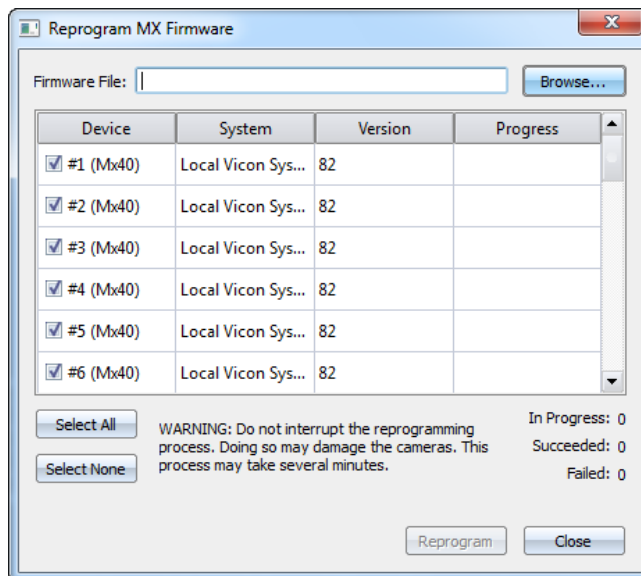 Reprogram MX Firmware
Firmware File: Browse...
Device System Version Progress
#1 (Mx40) Local Vicon Sys... 82
#2 (Mx40) Local Vicon Sys... 82
#3 (Mx40) Local Vicon Sys... 82
#4 (Mx40) Local Vicon Sys... 82
#5 (Mx40) Local Vicon Sys... 82
#6 (Mx40) Local Vicon Sys... 82
Select All
Select None
WARNING: Do not interrupt the reprogramming
process. Doing so may damage the cameras. This
process may take several minutes.
In Progress: 0
Succeeded: 0
Failed: 0
Reprogram Close